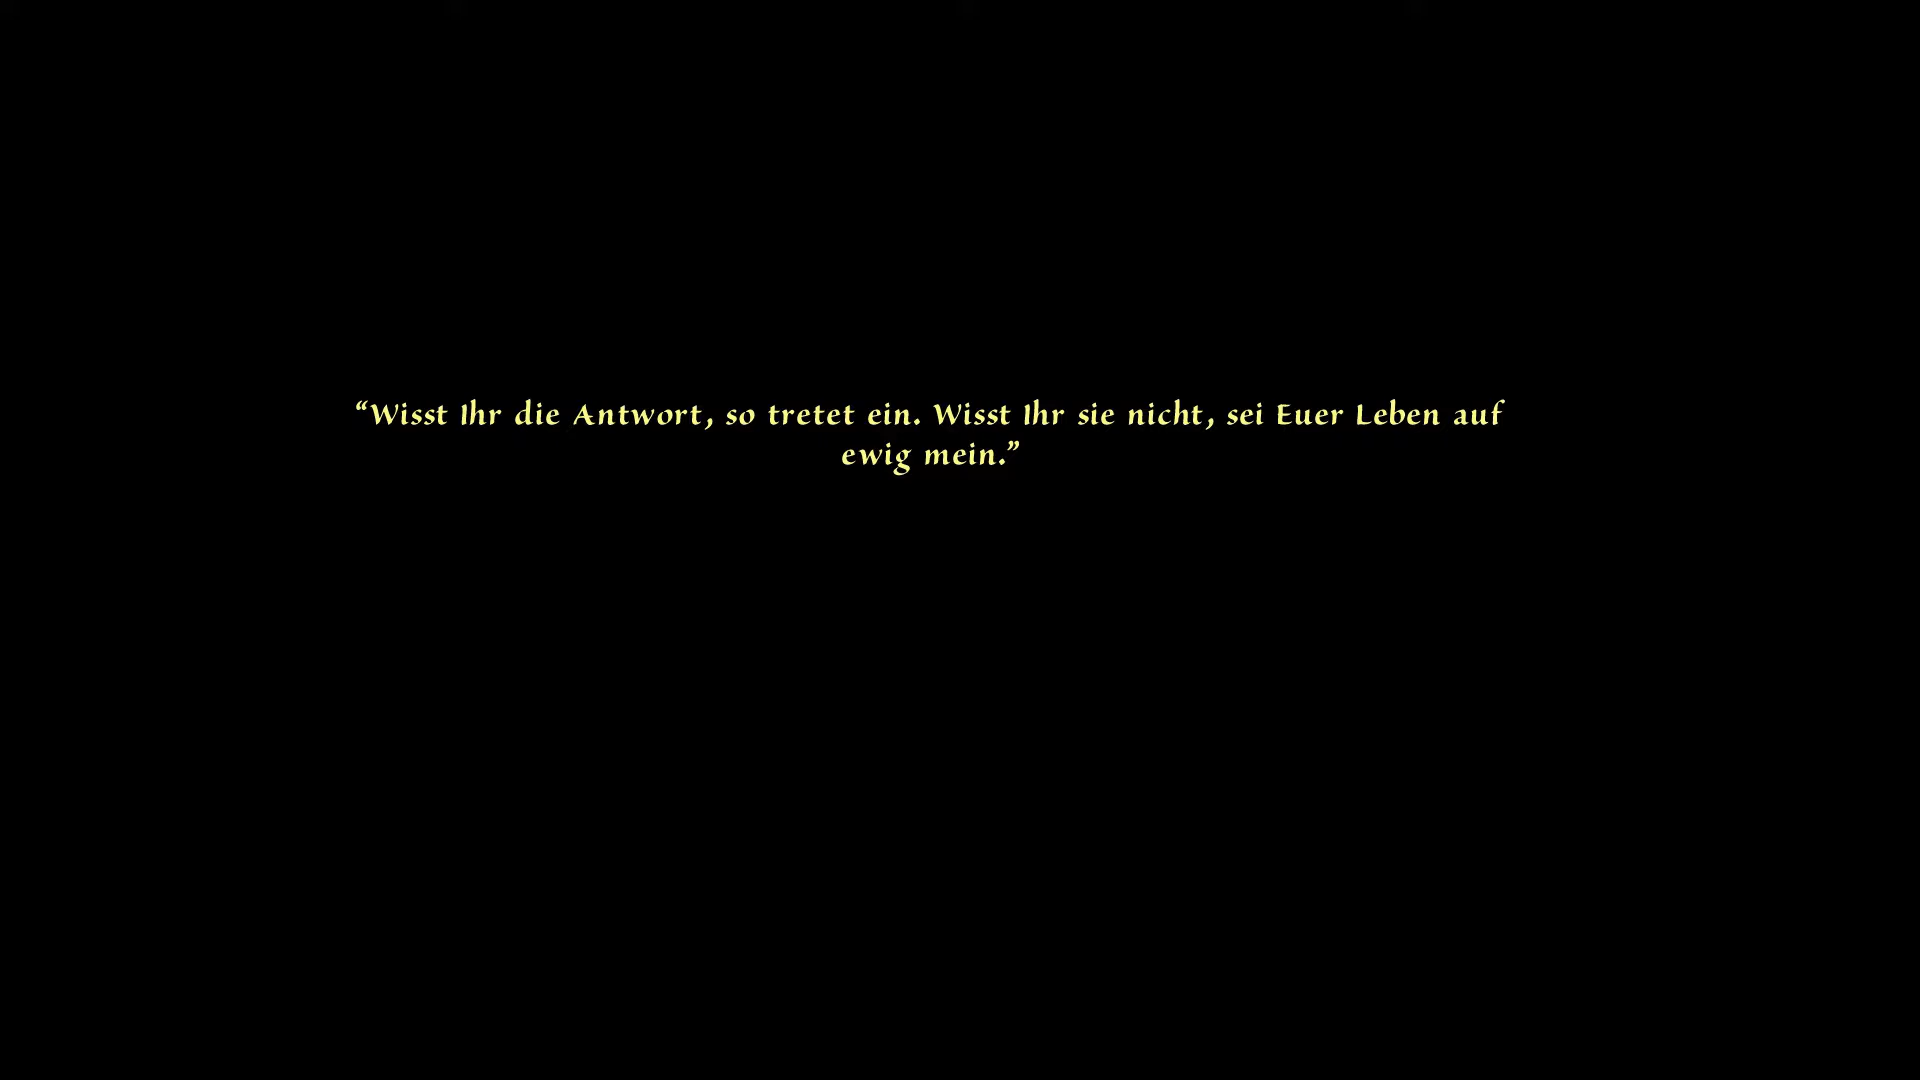 “Wisst Ihr die Antwort, so tretet ein. Wisst Ihr sie nicht, sei Euer Leben auf
ewig mein.”